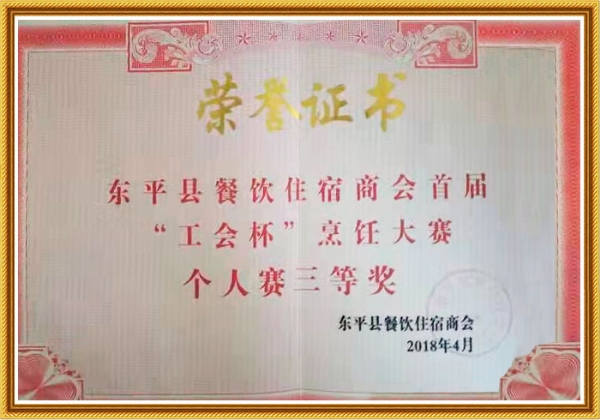 荣誉证书
东平县餐饮住宿商会首届
“工会杯”烹饪大赛
个人赛三等奖
东平县餐饮住宿商会
2018年4月